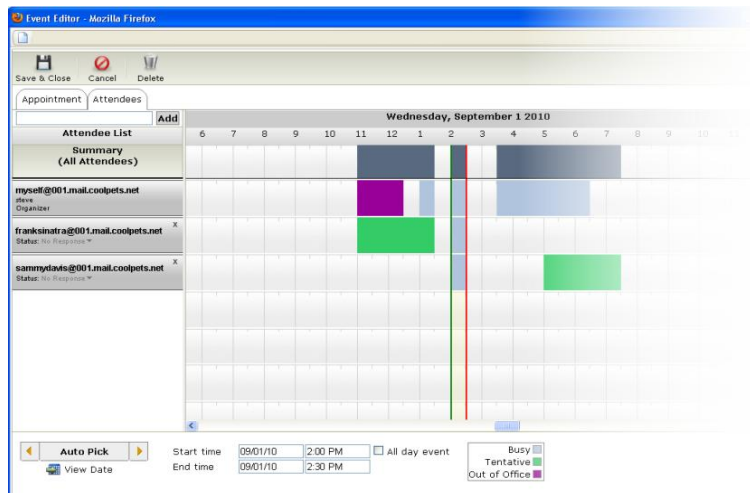 Event Editor - Mozilla Firefox
Save & Close Cancel Delete
Appointment Attendees
Add
Wednesday, September 1 2010
Attendee List
6 7 8 9 10 11 12 1 2 3 4 5 6 7 8 9 10
Summary
(All Attendees)
myself@001.mail.coolpets.net
steve
Organizer
franksinatra@001.mail.coolpets.net x
Status: No Response
sammydavis@001.mail.coolpets.net x
Status: No Response
Auto Pick
View Date
Start time 09/01/10 2:00 PM All day event
End time 09/01/10 2:30 PM
Busy
Tentative
Out of Office